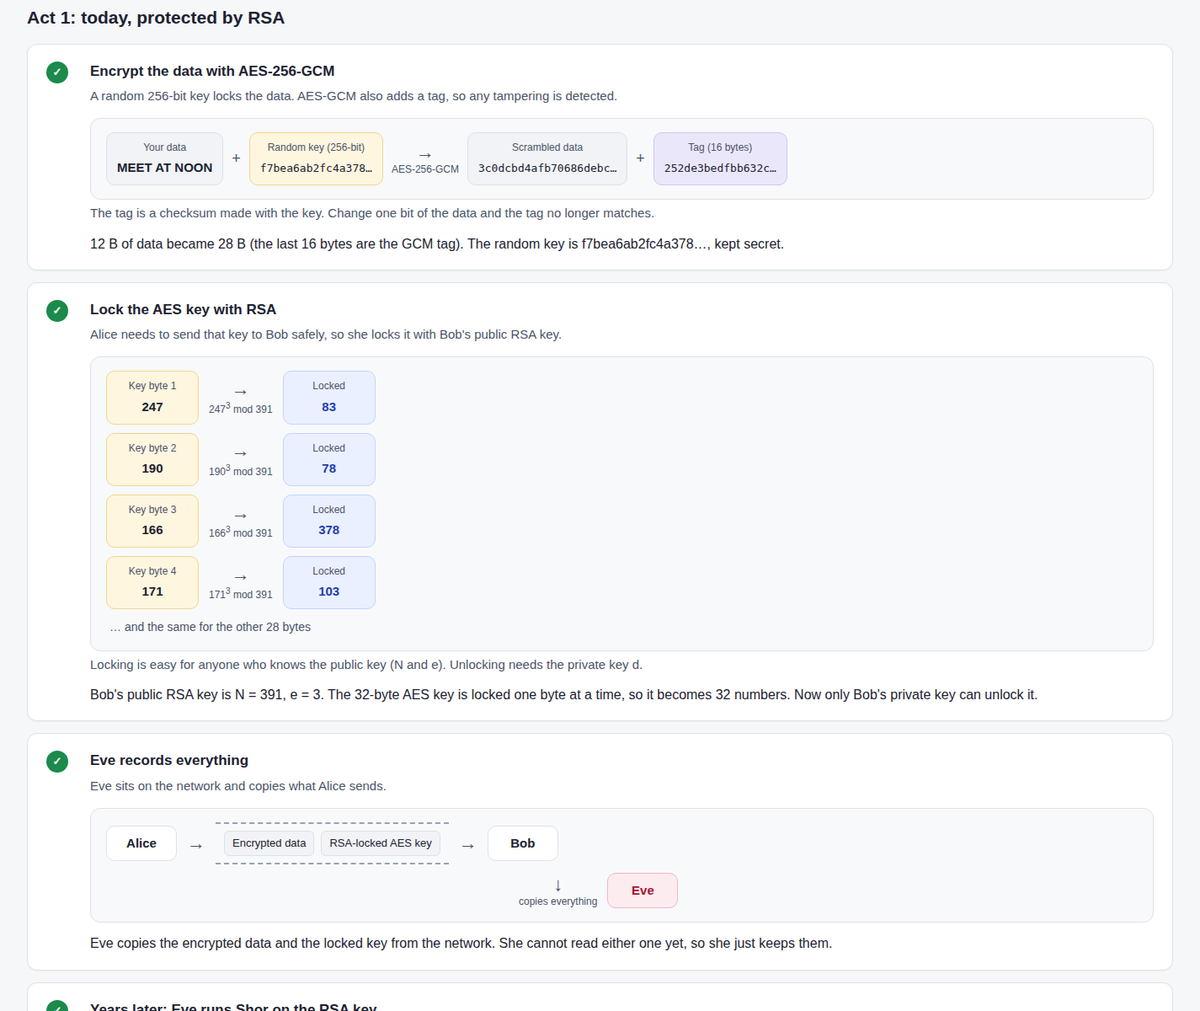 Act 1: today, protected by RSA
✓
Encrypt the data with AES-256-GCM
A random 256-bit key locks the data. AES-GCM also adds a tag, so any tampering is detected.
Your data
MEET AT NOON
+
Random key (256-bit)
f7bea6ab2fc4a378…
→
AES-256-GCM
Scrambled data
3c0dcbd4afb70686debc…
+
Tag (16 bytes)
252de3bedfbb632c…
The tag is a checksum made with the key. Change one bit of the data and the tag no longer matches.
12 B of data became 28 B (the last 16 bytes are the GCM tag). The random key is f7bea6ab2fc4a378…, kept secret.
✓
Lock the AES key with RSA
Alice needs to send that key to Bob safely, so she locks it with Bob's public RSA key.
Key byte 1
247
→
247³ mod 391
Locked
83
Key byte 2
190
→
190³ mod 391
Locked
78
Key byte 3
166
→
166³ mod 391
Locked
378
Key byte 4
171
→
171³ mod 391
Locked
103
… and the same for the other 28 bytes
Locking is easy for anyone who knows the public key (N and e). Unlocking needs the private key d.
Bob's public RSA key is N = 391, e = 3. The 32-byte AES key is locked one byte at a time, so it becomes 32 numbers. Now only Bob's private key can unlock it.
✓
Eve records everything
Eve sits on the network and copies what Alice sends.
Alice
→
Encrypted data
RSA-locked AES key
→
Bob
↓
copies everything
Eve
Eve copies the encrypted data and the locked key from the network. She cannot read either one yet, so she just keeps them.
✓
Years later: Eve runs Shor on the RSA key